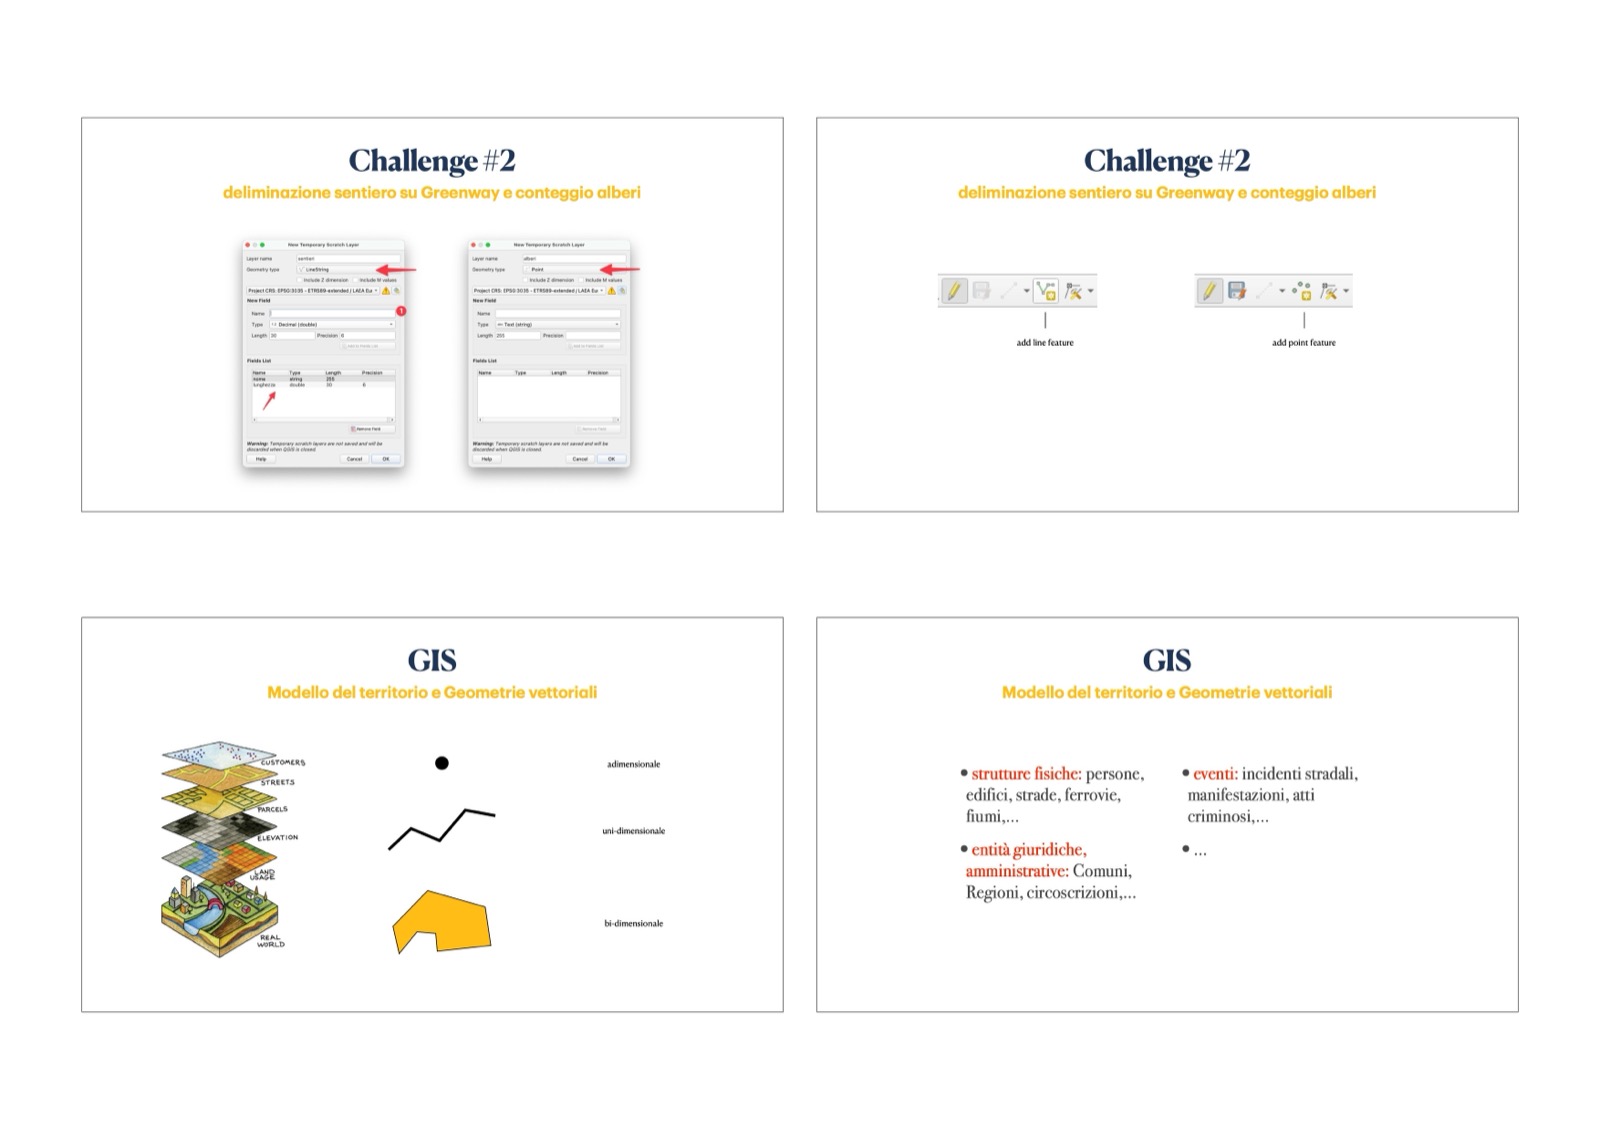 Challenge #2
deliminazione sentiero su Greenway e conteggio alberi
New Temporary Scratch Layer
Layer name sentieri
Geometry type LineString
Include Z dimension Include M values
Project CRS: EPSG:3035 - ETRS89-extended / LAEA Eur
New Field
1
Name
Type 1.2 Decimal (double)
Length 30 Precision 6
Add to Fields List
Fields List
Name Type Length Precision
nome string 255
lunghezza double 30 6
Remove Field
Warning: Temporary scratch layers are not saved and will be
discarded when QGIS is closed.
Help Cancel OK
New Temporary Scratch Layer
Layer name alberi
Geometry type Point
Include Z dimension Include M values
Project CRS: EPSG:3035 - ETRS89-extended / LAEA Eur
New Field
Name
Type abc Text (string)
Length 255 Precision
Add to Fields List
Fields List
Name Type Length Precision
Remove Field
Warning: Temporary scratch layers are not saved and will be
discarded when QGIS is closed.
Help Cancel OK
Challenge #2
deliminazione sentiero su Greenway e conteggio alberi
add line feature
add point feature
GIS
Modello del territorio e Geometrie vettoriali
CUSTOMERS
STREETS
PARCELS
ELEVATION
LAND
USAGE
REAL
WORLD
adimensionale
uni-dimensionale
bi-dimensionale
GIS
Modello del territorio e Geometrie vettoriali
• strutture fisiche: persone,
edifici, strade, ferrovie,
fiumi,...
• entità giuridiche,
amministrative: Comuni,
Regioni, circoscrizioni,...
• eventi: incidenti stradali,
manifestazioni, atti
criminosi,...
• ...